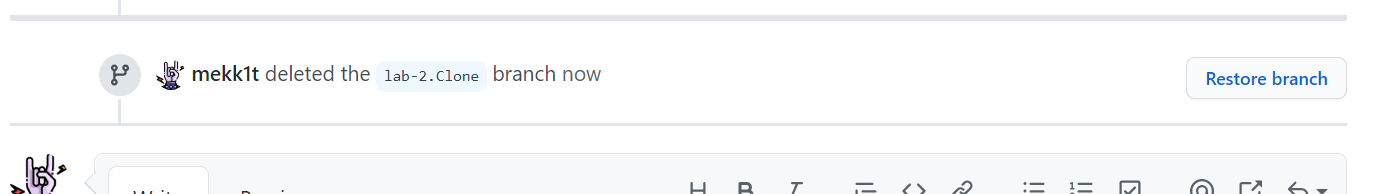 mekk1t deleted the lab-2.Clone branch now
Restore branch